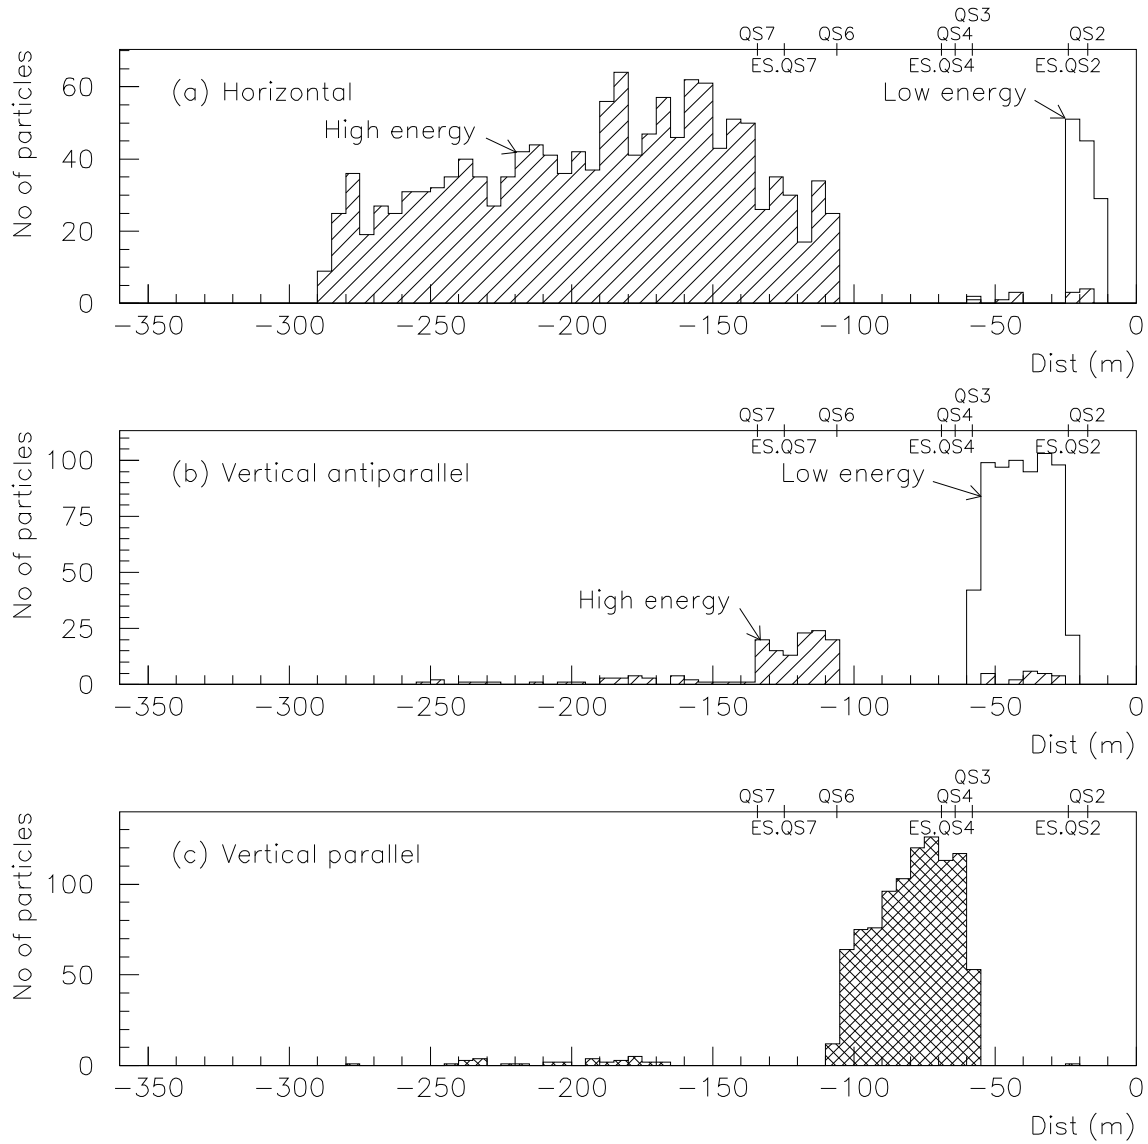 QS3
QS7 QS6 QS4 QS2
ES.QS7 ES.QS4 ES.QS2
(a) Horizontal
High energy
Low energy
No of particles
60
40
20
0
−350 −300 −250 −200 −150 −100 −50 0
Dist (m)
QS3
QS7 QS6 QS4 QS2
ES.QS7 ES.QS4 ES.QS2
(b) Vertical antiparallel
Low energy
High energy
No of particles
100
75
50
25
0
−350 −300 −250 −200 −150 −100 −50 0
Dist (m)
QS3
QS7 QS6 QS4 QS2
ES.QS7 ES.QS4 ES.QS2
(c) Vertical parallel
No of particles
100
50
0
−350 −300 −250 −200 −150 −100 −50 0
Dist (m)